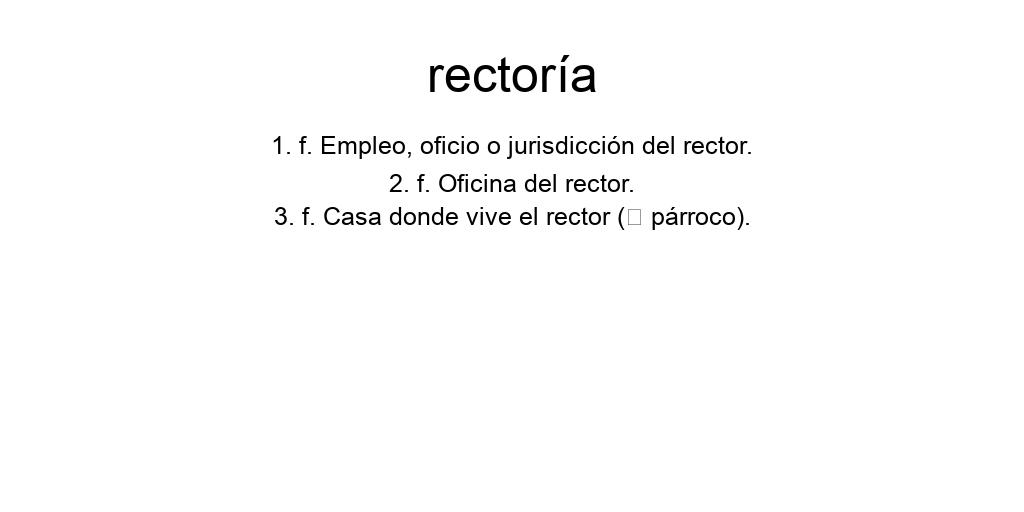 rectoría
1. f. Empleo, oficio o jurisdicción del rector.
2. f. Oficina del rector.
3. f. Casa donde vive el rector (□ párroco).